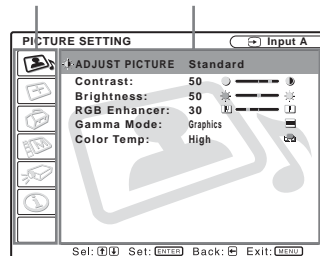 PICTURE SETTING Input A
ADJUST PICTURE Standard
Contrast: 50
Brightness: 50
RGB Enhancer: 30
Gamma Mode: Graphics
Color Temp: High
Sel: Set: ENTER Back: Exit: MENU